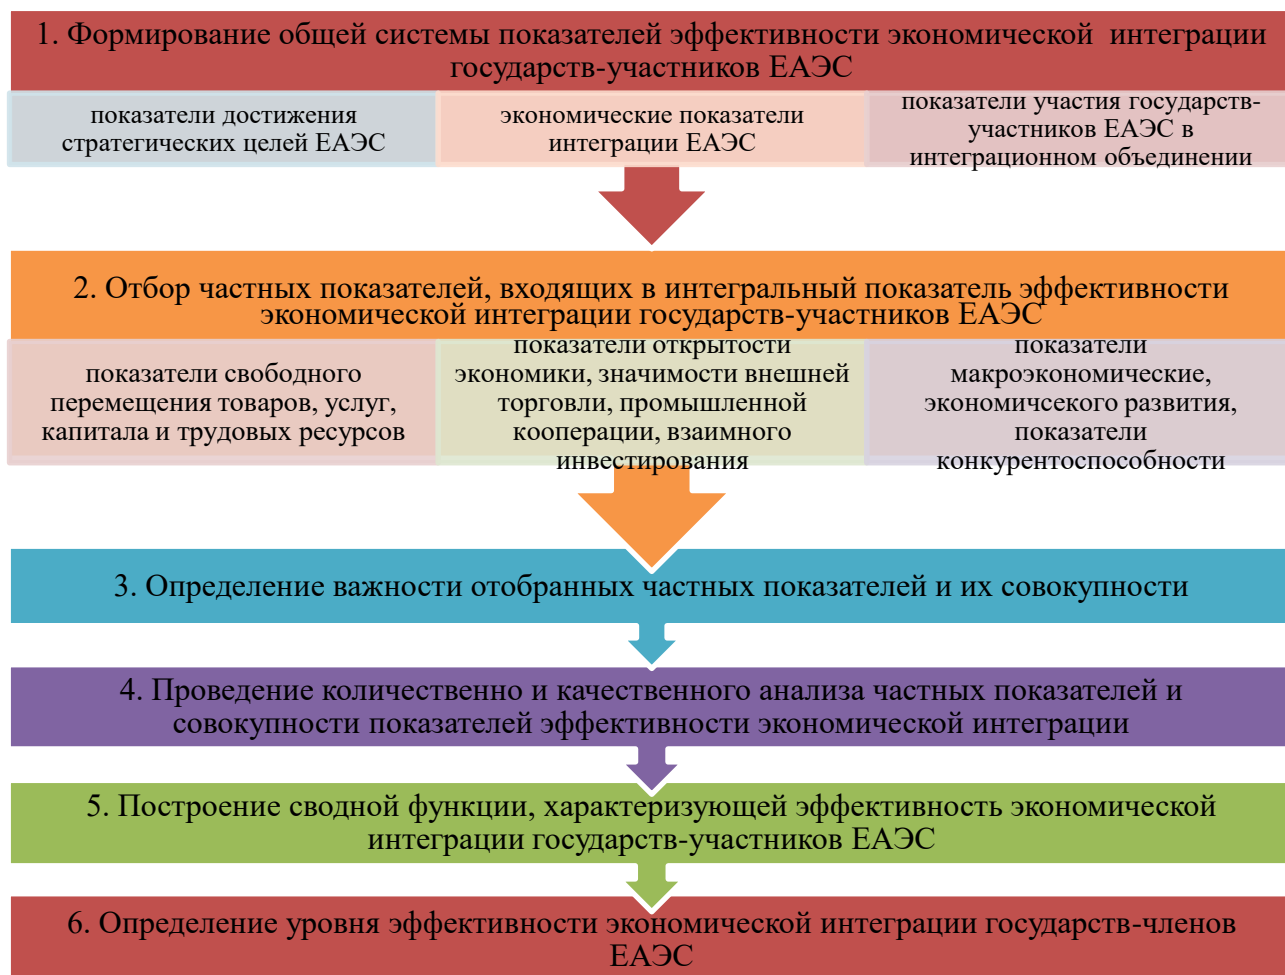 1. Формирование общей системы показателей эффективности экономической интеграции
государств-участников ЕАЭС
показатели достижения
стратегических целей ЕАЭС
экономические показатели
интеграции ЕАЭС
показатели участия государств-
участников ЕАЭС в
интеграционном объединении
2. Отбор частных показателей, входящих в интегральный показатель эффективности
экономической интеграции государств-участников ЕАЭС
показатели свободного
перемещения товаров, услуг,
капитала и трудовых ресурсов
показатели открытости
экономики, значимости внешней
торговли, промышленной
кооперации, взаимного
инвестирования
показатели
макроэкономические,
экономичсекого развития,
показатели
конкурентоспособности
3. Определение важности отобранных частных показателей и их совокупности
4. Проведение количественно и качественного анализа частных показателей и
совокупности показателей эффективности экономической интеграции
5. Построение сводной функции, характеризующей эффективность экономической
интеграции государств-участников ЕАЭС
6. Определение уровня эффективности экономической интеграции государств-членов
ЕАЭС